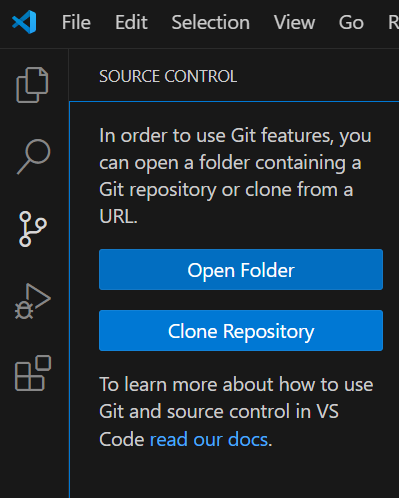 File Edit Selection View Go R
SOURCE CONTROL
In order to use Git features, you
can open a folder containing a
Git repository or clone from a
URL.
Open Folder
Clone Repository
To learn more about how to use
Git and source control in VS
Code read our docs.